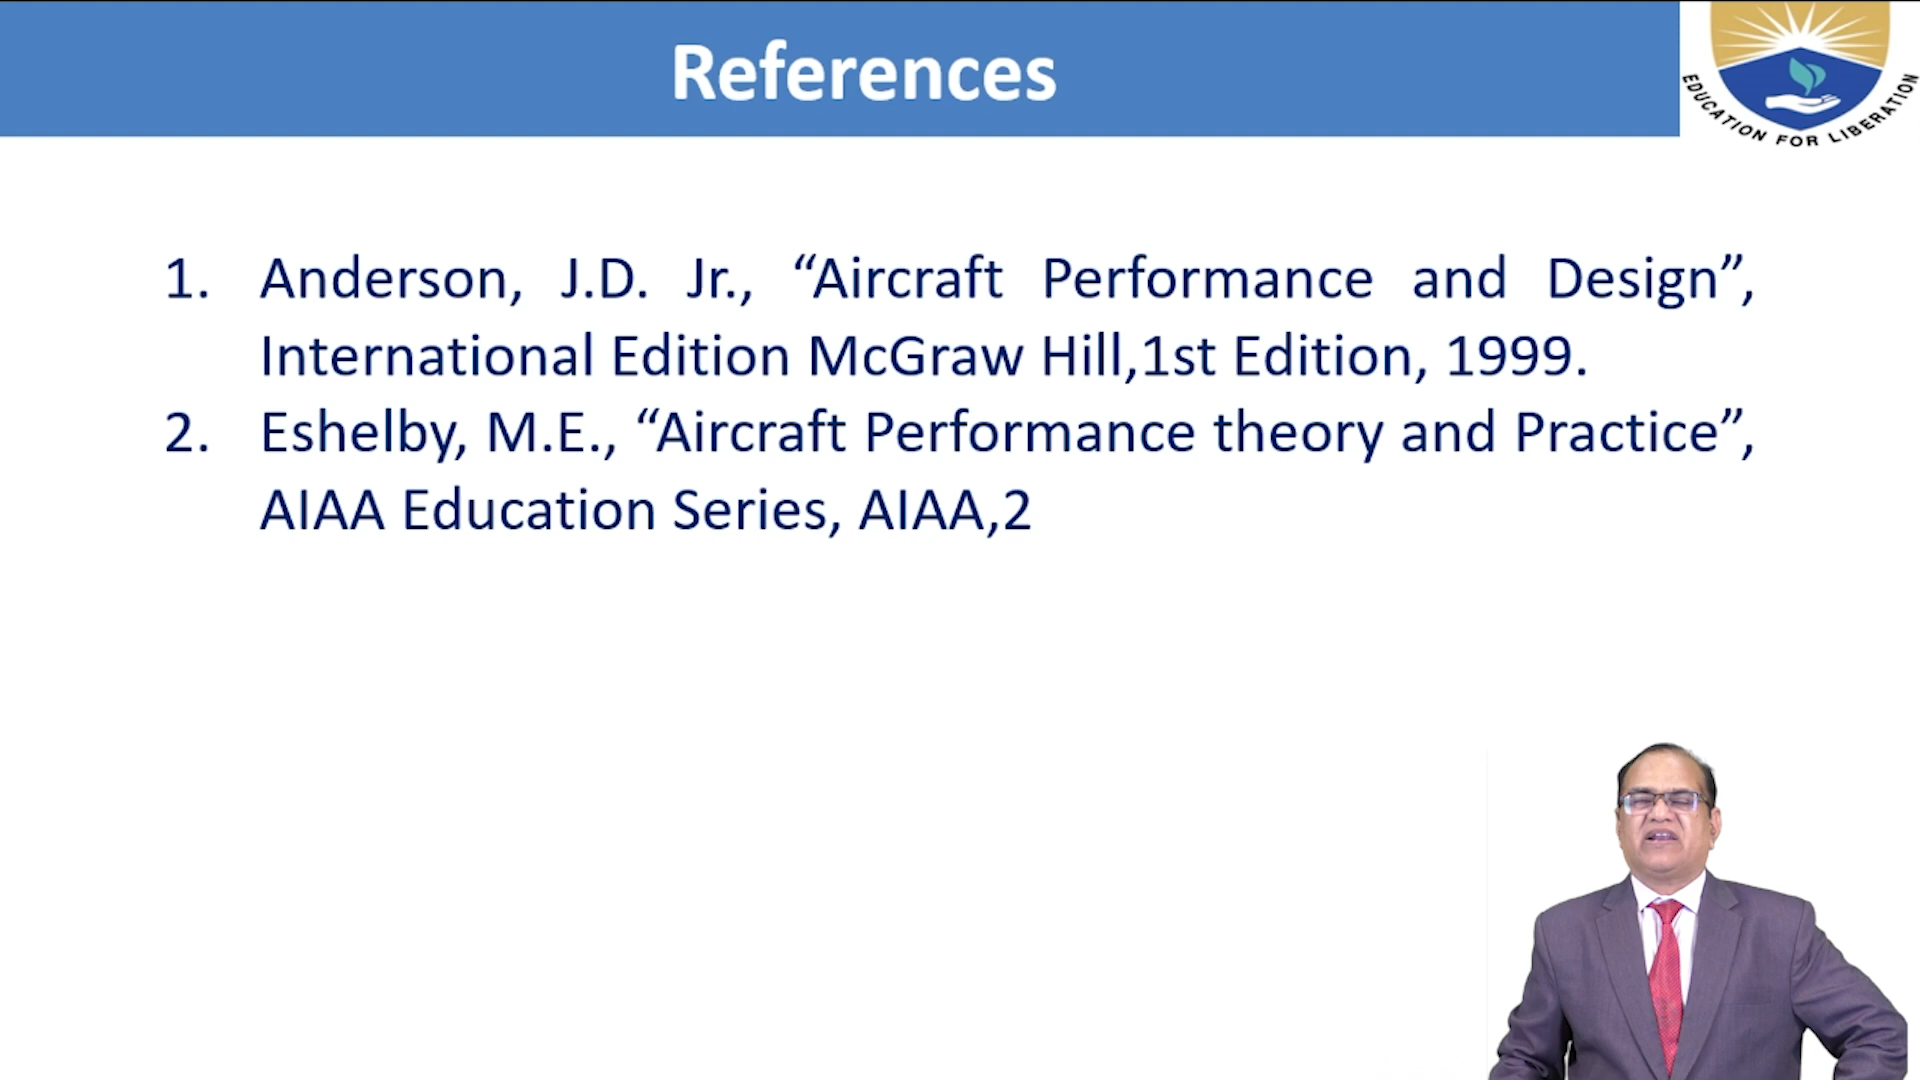 References
EDUCATION FOR LIBERATION
1. Anderson, J.D. Jr., “Aircraft Performance and Design”,
International Edition McGraw Hill,1st Edition, 1999.
2. Eshelby, M.E., “Aircraft Performance theory and Practice”,
AIAA Education Series, AIAA,2